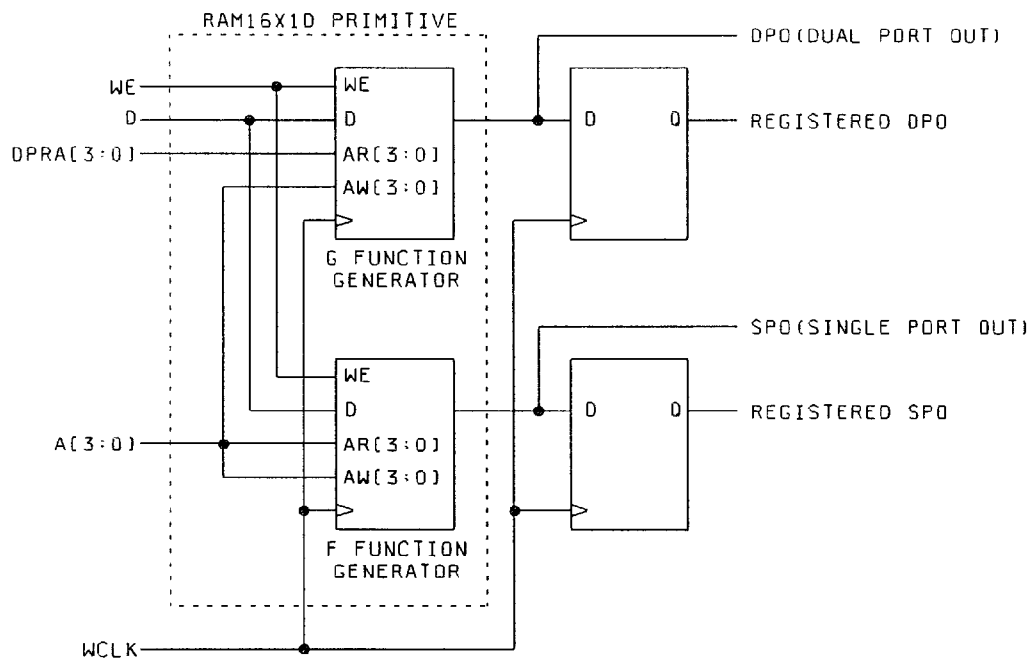 RAM16X1D PRIMITIVE
DPO(DUAL PORT OUT)
WE
WE
D
D
D
Q
REGISTERED DPO
DPRA[3:0]
AR[3:0]
AW[3:0]
G FUNCTION
GENERATOR
SPO(SINGLE PORT OUT)
WE
D
D
Q
REGISTERED SPO
A[3:0]
AR[3:0]
AW[3:0]
F FUNCTION
GENERATOR
WCLK